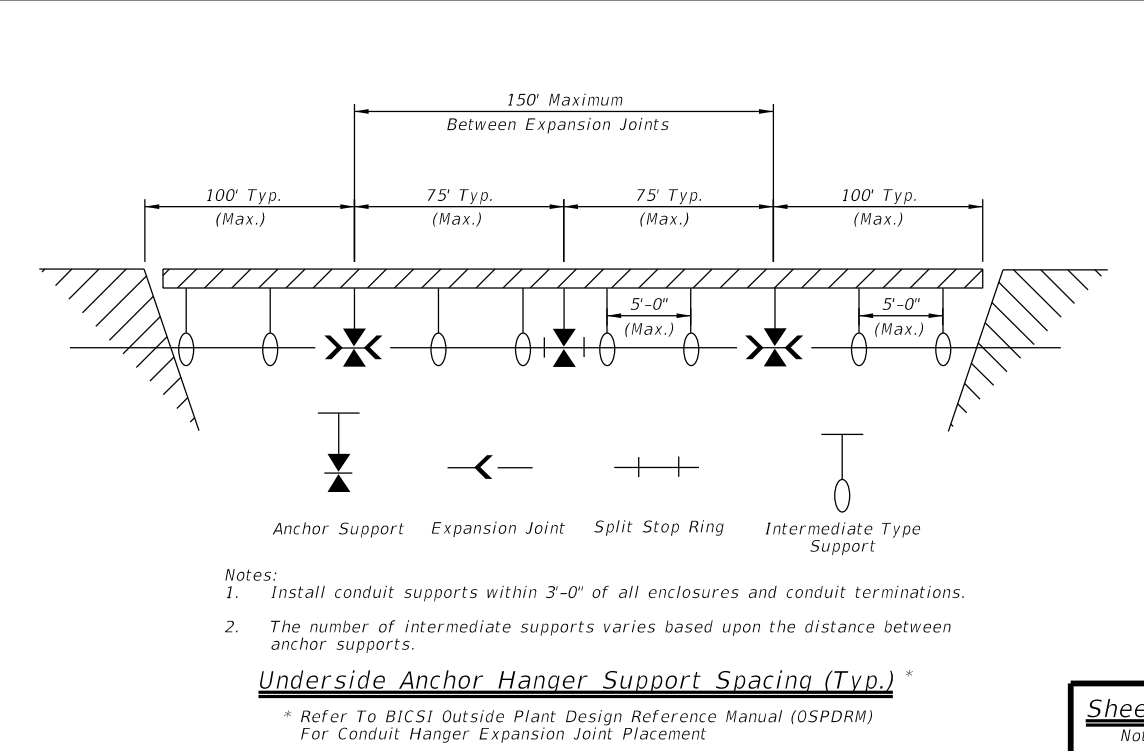 150' Maximum
Between Expansion Joints
100' Typ.
(Max.)
75' Typ.
(Max.)
75' Typ.
(Max.)
100' Typ.
(Max.)
5'-0"
(Max.)
5'-0"
(Max.)
Anchor Support
Expansion Joint
Split Stop Ring
Intermediate Type
Support
Notes:
1. Install conduit supports within 3'-0" of all enclosures and conduit terminations.
2. The number of intermediate supports varies based upon the distance between
anchor supports.
Underside Anchor Hanger Support Spacing (Typ.) *
* Refer To BICSI Outside Plant Design Reference Manual (OSPDRM)
For Conduit Hanger Expansion Joint Placement